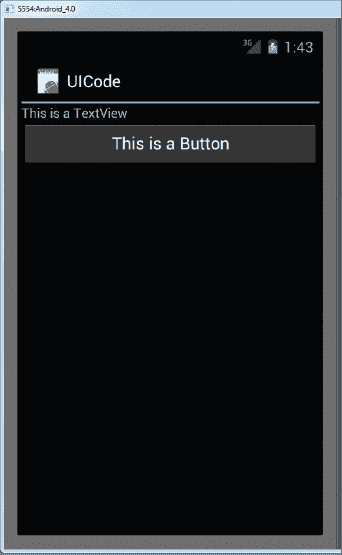 5554:Android_4.0
3G 1:43
UICode
This is a TextView
This is a Button